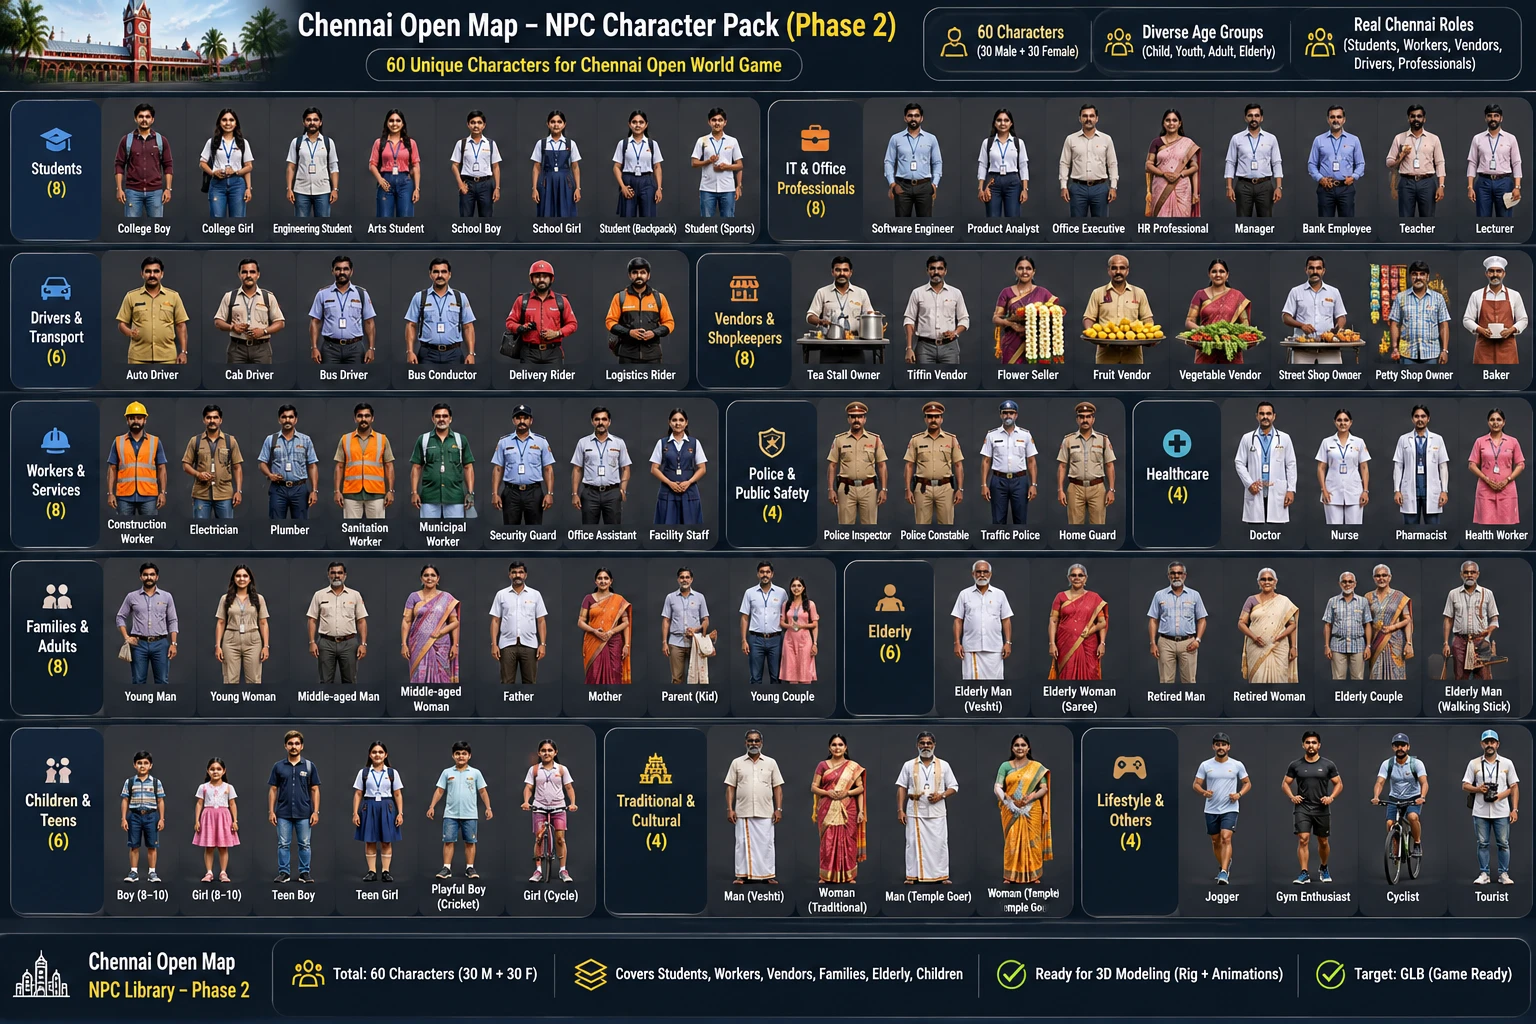 Chennai Open Map – NPC Character Pack (Phase 2)
60 Unique Characters for Chennai Open World Game
60 Characters
(30 Male + 30 Female)
Diverse Age Groups
(Child, Youth, Adult, Elderly)
Real Chennai Roles
(Students, Workers, Vendors,
Drivers, Professionals)
Students
(8)
College Boy
College Girl
Engineering Student
Arts Student
School Boy
School Girl
Student (Backpack)
Student (Sports)
IT & Office
Professionals
(8)
Software Engineer
Product Analyst
Office Executive
HR Professional
Manager
Bank Employee
Teacher
Lecturer
Drivers &
Transport
(6)
Auto Driver
Cab Driver
Bus Driver
Bus Conductor
Delivery Rider
Logistics Rider
Vendors &
Shopkeepers
(8)
Tea Stall Owner
Tiffin Vendor
Flower Seller
Fruit Vendor
Vegetable Vendor
Street Shop Owner
Petty Shop Owner
Baker
Workers &
Services
(8)
Construction
Worker
Electrician
Plumber
Sanitation
Worker
Municipal
Worker
Security Guard
Office Assistant
Facility Staff
Police &
Public Safety
(4)
Police Inspector
Police Constable
Traffic Police
Home Guard
Healthcare
(4)
Doctor
Nurse
Pharmacist
Health Worker
Families &
Adults
(8)
Young Man
Young Woman
Middle-aged Man
Middle-aged
Woman
Father
Mother
Parent (Kid)
Young Couple
Elderly
(6)
Elderly Man
(Veshti)
Elderly Woman
(Saree)
Retired Man
Retired Woman
Elderly Couple
Elderly Man
(Walking Stick)
Children &
Teens
(6)
Boy (8–10)
Girl (8–10)
Teen Boy
Teen Girl
Playful Boy
(Cricket)
Girl (Cycle)
Traditional &
Cultural
(4)
Man (Veshti)
Woman
(Traditional)
Man (Temple Goer)
Woman (Temple)
Lifestyle &
Others
(4)
Jogger
Gym Enthusiast
Cyclist
Tourist
Chennai Open Map
NPC Library – Phase 2
Total: 60 Characters (30 M + 30 F)
Covers Students, Workers, Vendors, Families, Elderly, Children
Ready for 3D Modeling (Rig + Animations)
Target: GLB (Game Ready)